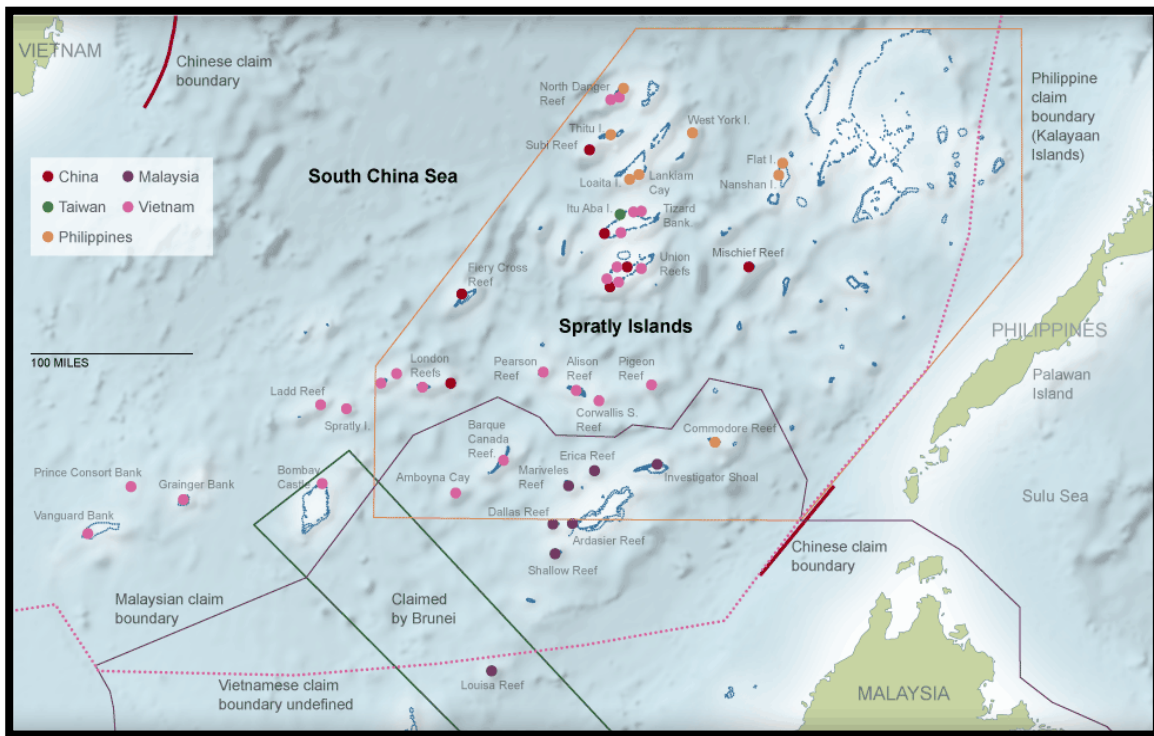 VIETNAM
Chinese claim
boundary
North Danger
Reef
Thitu I.
Subi Reef
West York I.
Philippine
claim
boundary
(Kalayaan
Islands)
China
Malaysia
Taiwan
Vietnam
Philippines
South China Sea
Flat I.
Nanshan I.
Loaita I.
Lanklam
Cay
Itu Aba I.
Tizard
Bank
Union
Reefs
Mischief Reef
Fiery Cross
Reef
Spratly Islands
PHILIPPINES
Palawan
Island
100 MILES
London
Reefs
Pearson
Reef
Alison
Reef
Pigeon
Reef
Ladd Reef
Spratly I.
Corwallis S.
Reef
Commodore Reef
Barque
Canada
Reef.
Erica Reef
Mariveles
Reef
Investigator Shoal
Amboyna Cay
Prince Consort Bank
Grainger Bank
Bombay
Castle
Vanguard Bank
Sulu Sea
Dallas Reef
Ardasier Reef
Shallow Reef
Chinese claim
boundary
Malaysian claim
boundary
Claimed
by Brunei
Vietnamese claim
boundary undefined
Louisa Reef
MALAYSIA